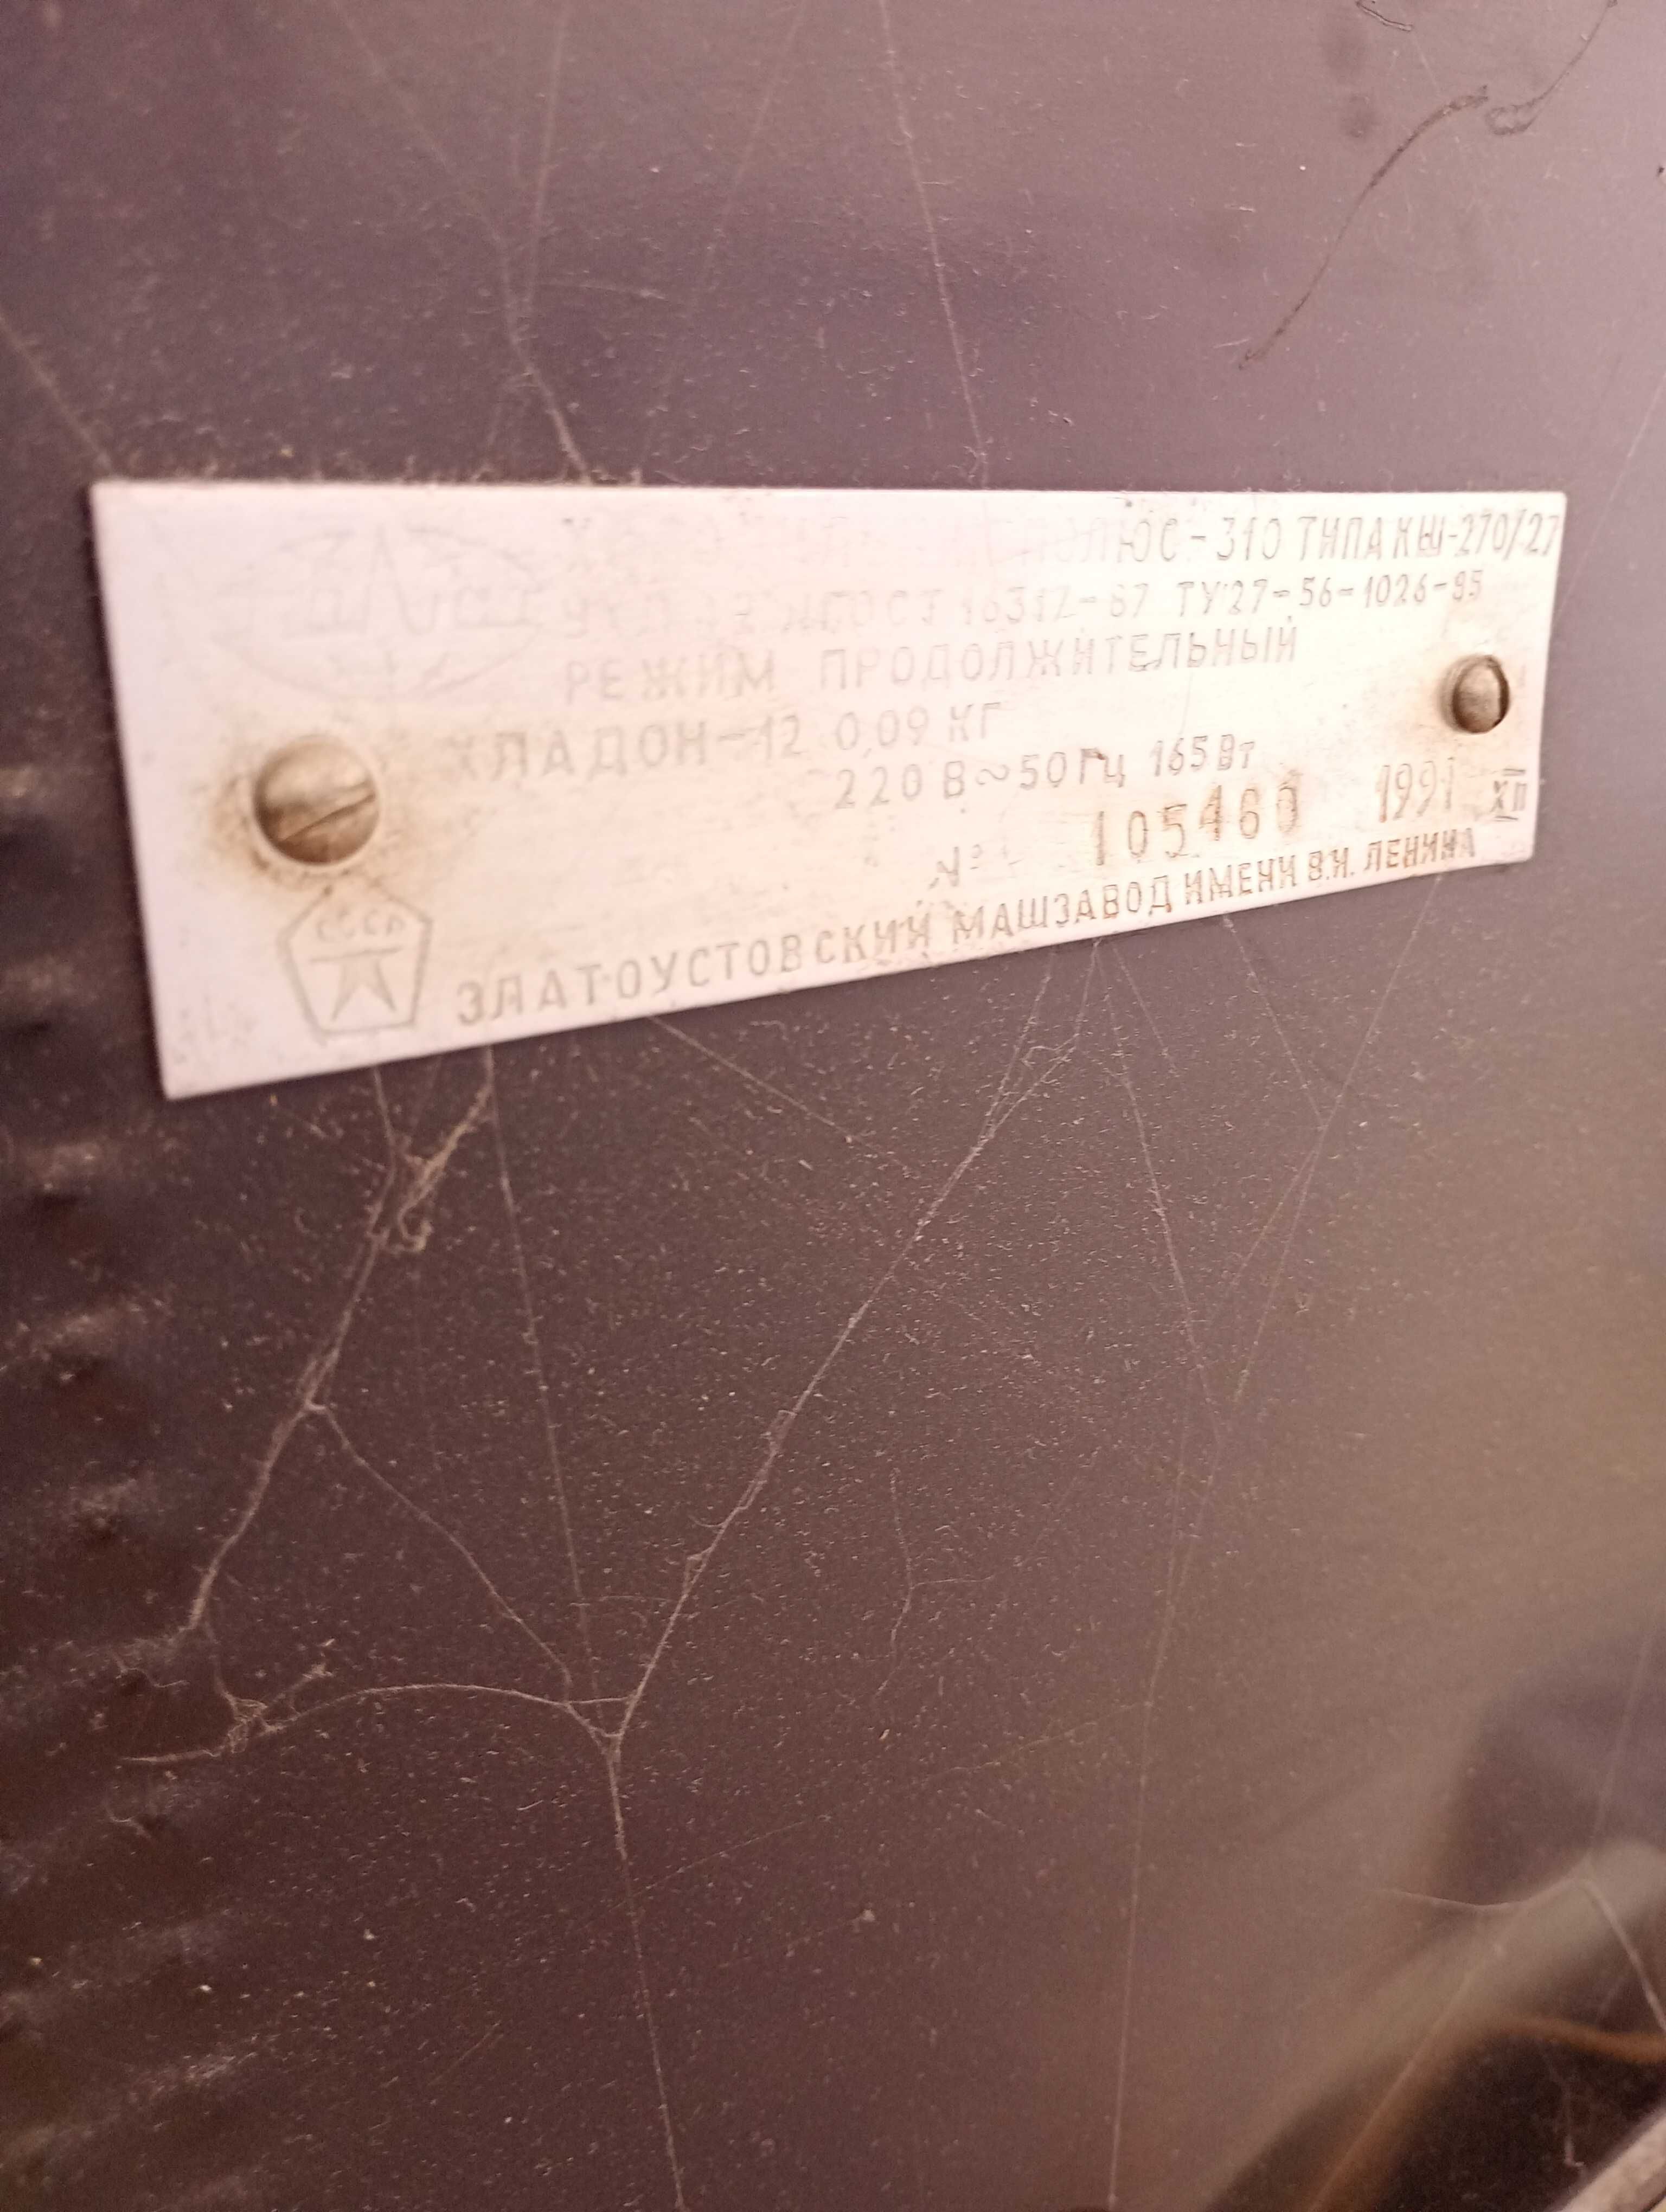 ПОЛЮС-310 ТИПА КШ-270/27
ГОСТ 16317-87 ТУ27-56-1026-85
РЕЖИМ ПРОДОЛЖИТЕЛЬНЫЙ
ХЛАДОН-12 0,09 КГ
220 В~50 Гц 165 Вт
№ 105460 1991 XII
СССР
ЗЛАТОУСТОВСКИЙ МАШЗАВОД ИМЕНИ В.И. ЛЕНИНА